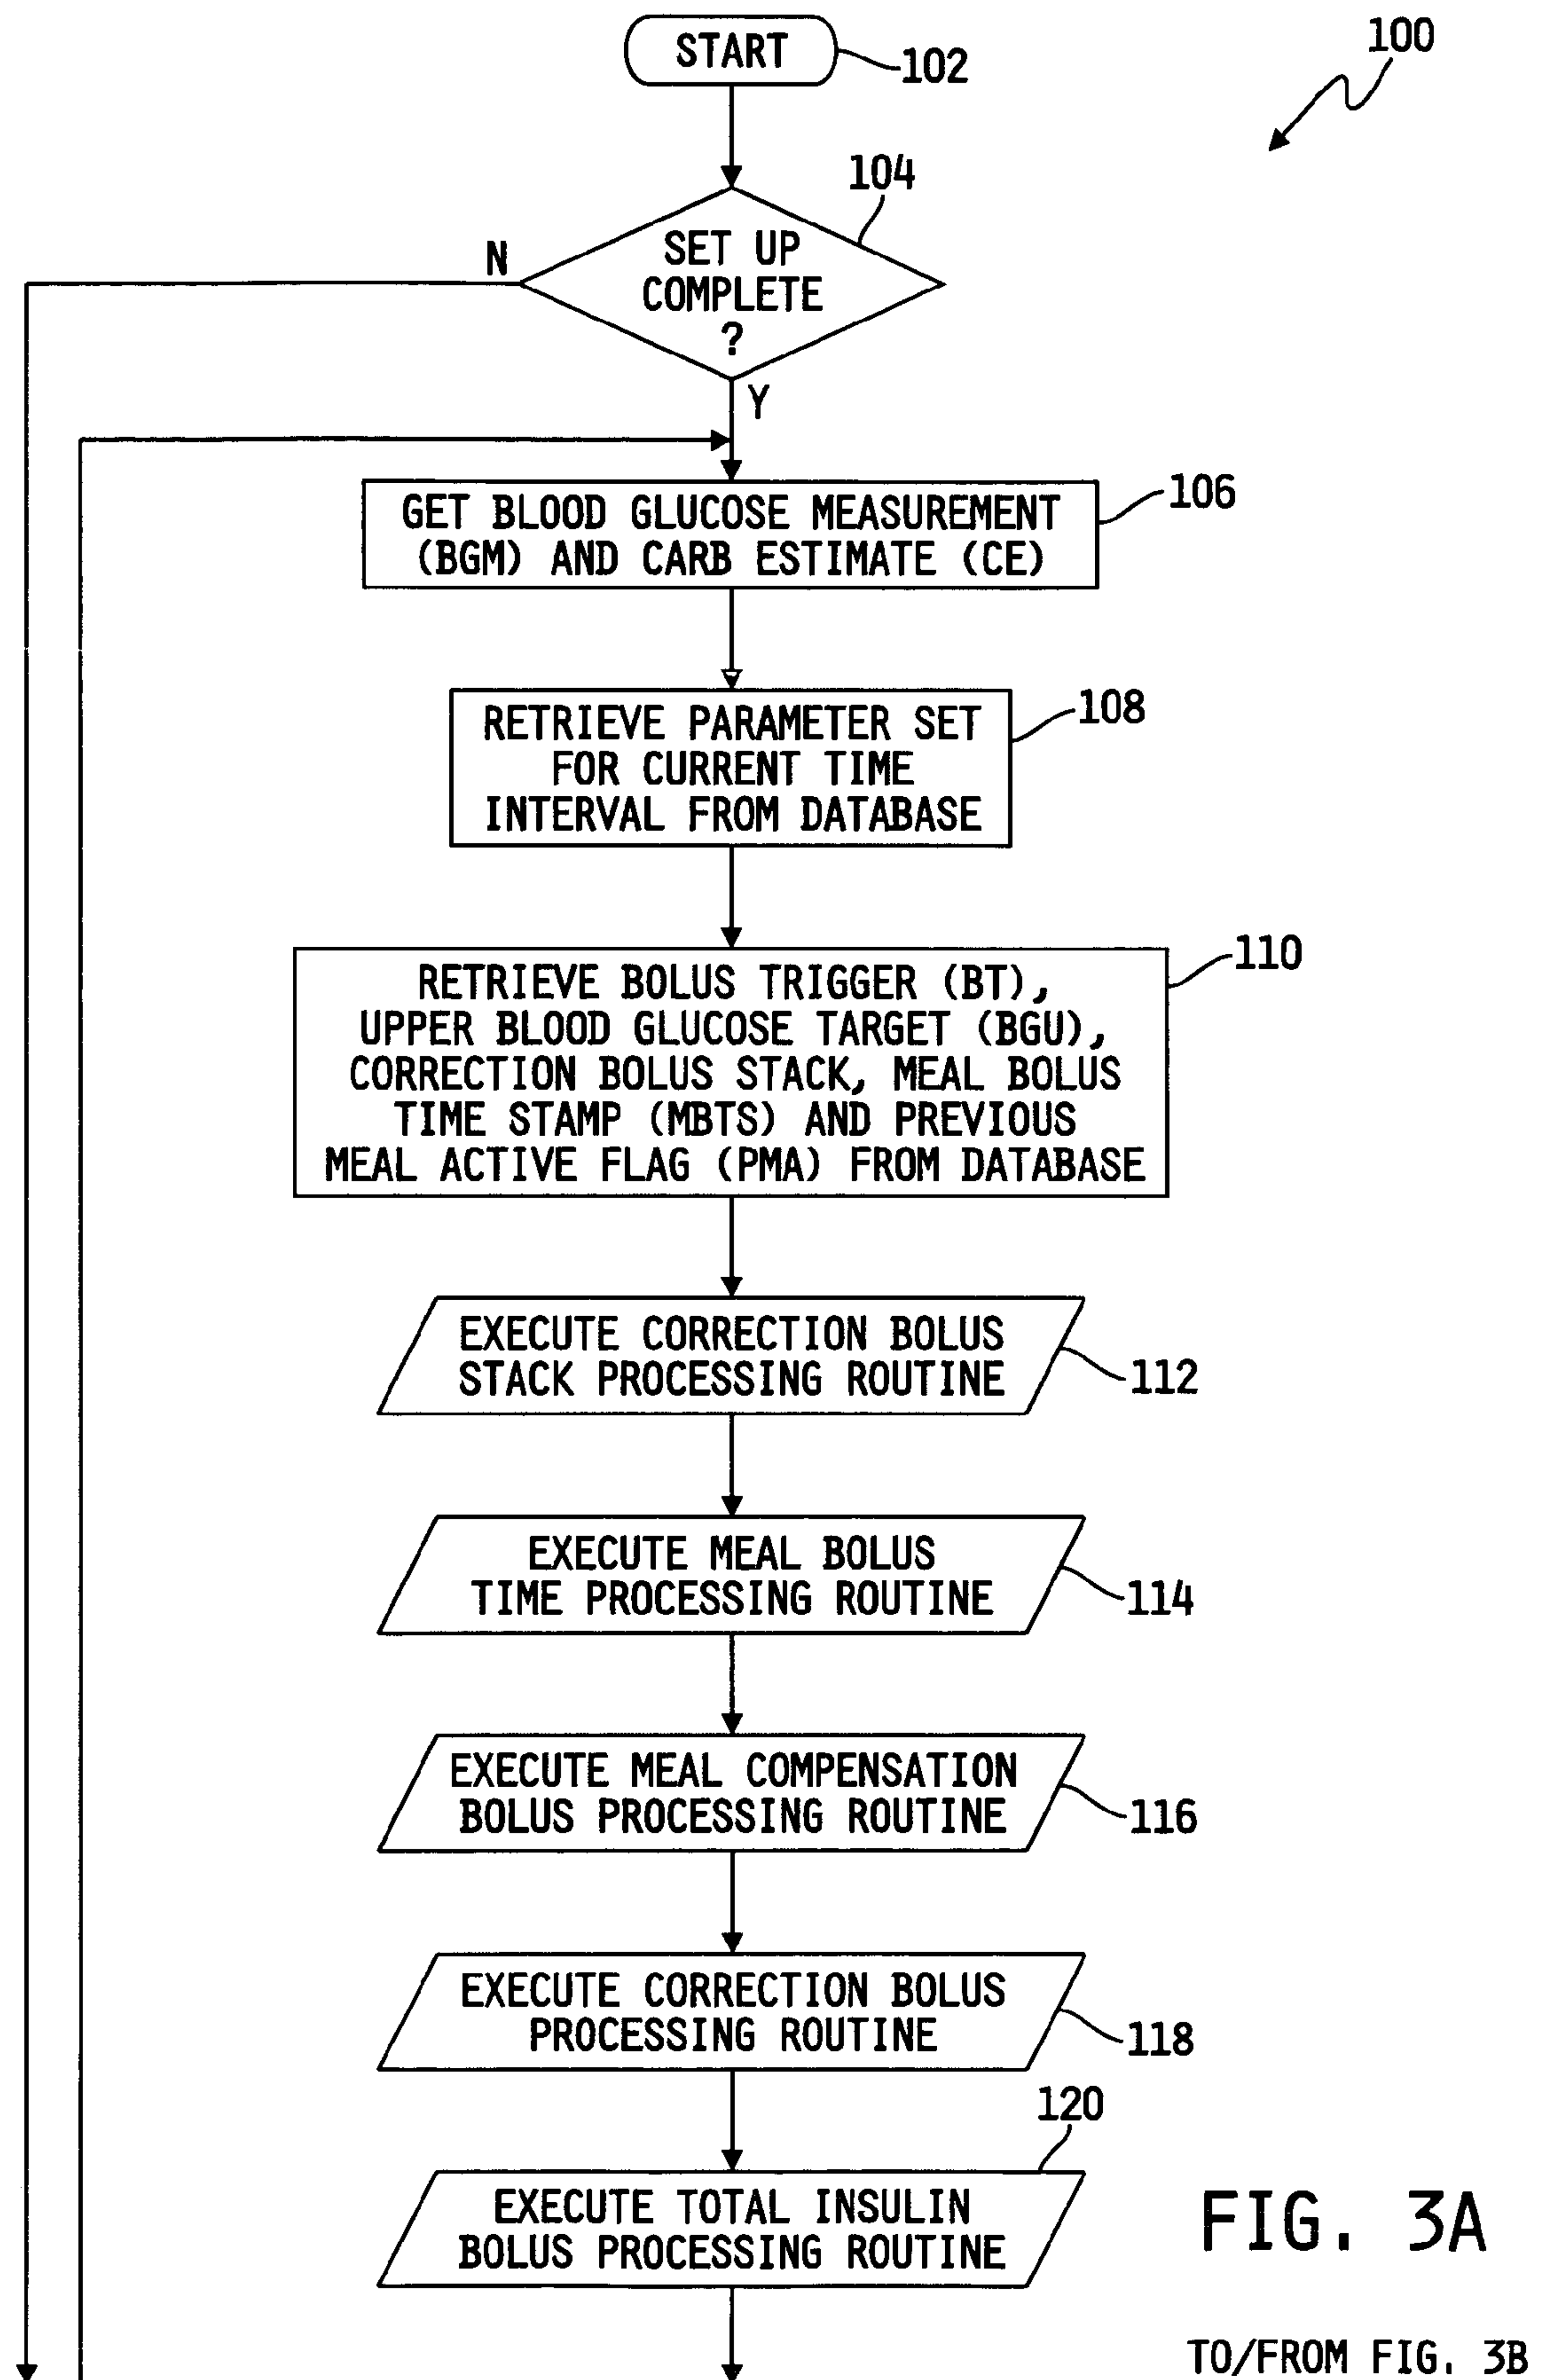 START
102
100
104
N
SET UP
COMPLETE
?
Y
GET BLOOD GLUCOSE MEASUREMENT
(BGM) AND CARB ESTIMATE (CE)
106
RETRIEVE PARAMETER SET
FOR CURRENT TIME
INTERVAL FROM DATABASE
108
RETRIEVE BOLUS TRIGGER (BT),
UPPER BLOOD GLUCOSE TARGET (BGU),
CORRECTION BOLUS STACK, MEAL BOLUS
TIME STAMP (MBTS) AND PREVIOUS
MEAL ACTIVE FLAG (PMA) FROM DATABASE
110
EXECUTE CORRECTION BOLUS
STACK PROCESSING ROUTINE
112
EXECUTE MEAL BOLUS
TIME PROCESSING ROUTINE
114
EXECUTE MEAL COMPENSATION
BOLUS PROCESSING ROUTINE
116
EXECUTE CORRECTION BOLUS
PROCESSING ROUTINE
118
120
EXECUTE TOTAL INSULIN
BOLUS PROCESSING ROUTINE
FIG. 3A
TO/FROM FIG. 3B